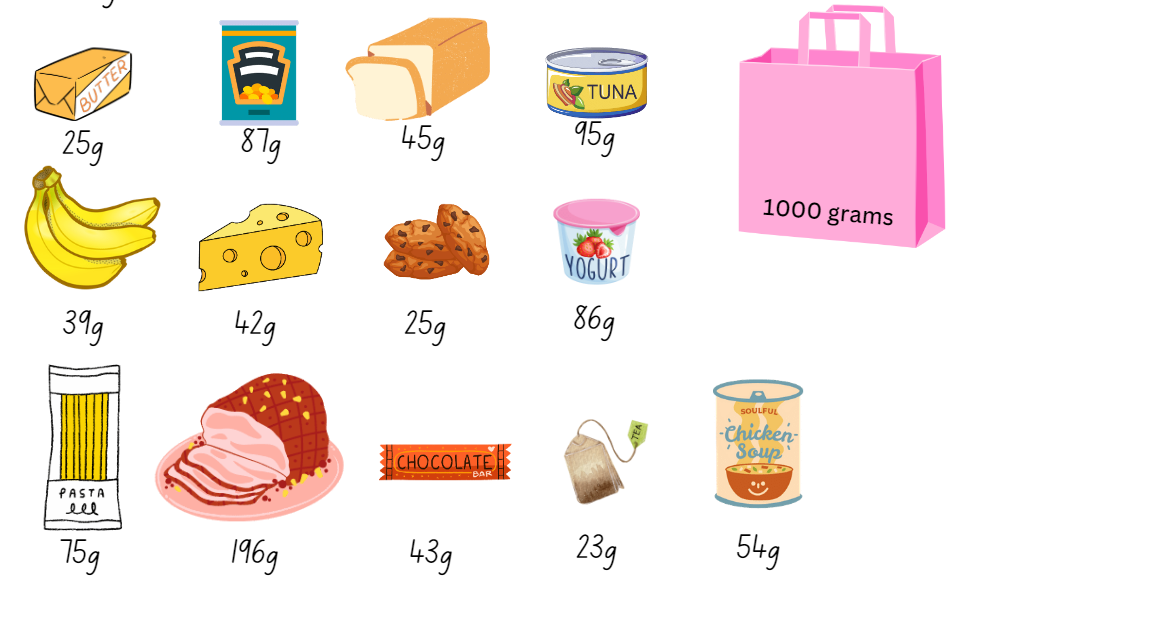 BUTTER
TUNA
25g
87g
45g
95g
1000 grams
YOGURT
39g
42g
25g
86g
PASTA
CHOCOLATE
BAR
TEA
SOULFUL
Chicken
Soup
75g
196g
43g
23g
54g